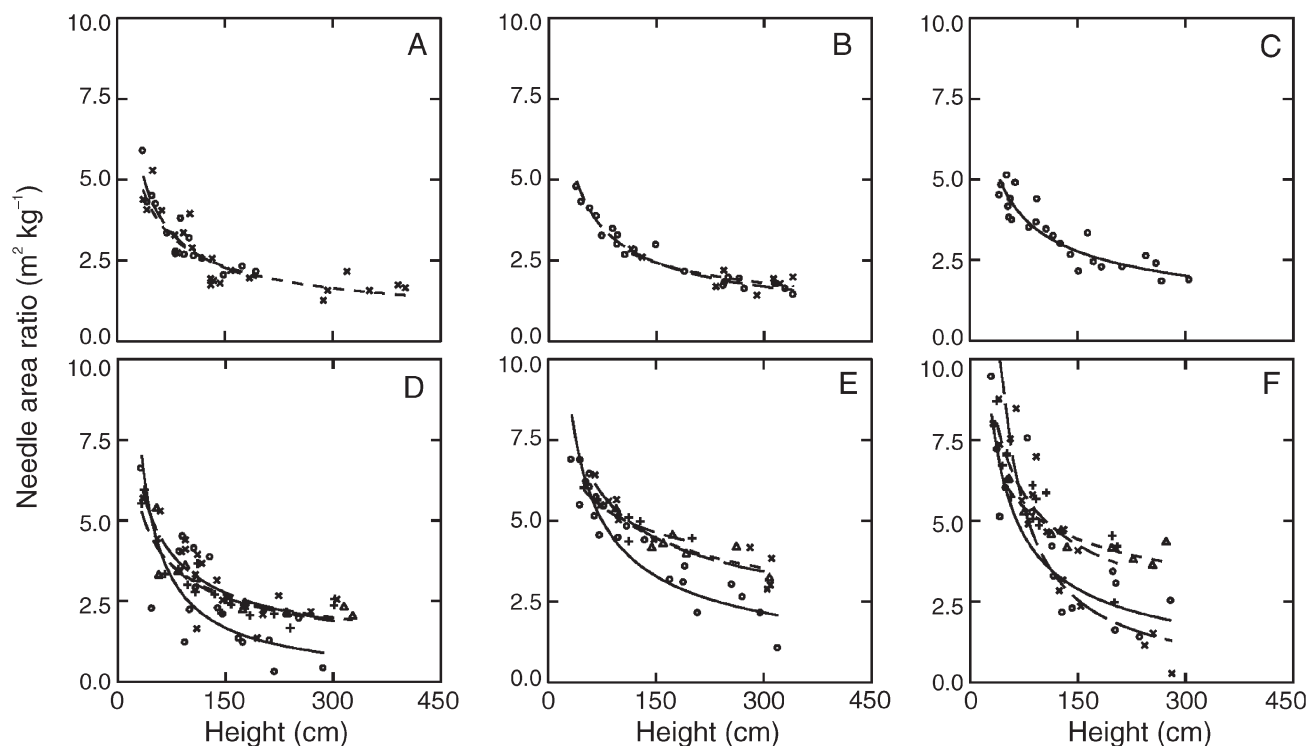 Needle area ratio (m² kg⁻¹)
10.0 10.0 10.0
A B C
7.5 7.5 7.5
5.0 5.0 5.0
2.5 2.5 2.5
0.0 0.0 0.0
10.0 10.0 10.0
D E F
7.5 7.5 7.5
5.0 5.0 5.0
2.5 2.5 2.5
0.0 0.0 0.0
0 150 300 450 0 150 300 450 0 150 300 450
Height (cm) Height (cm) Height (cm)